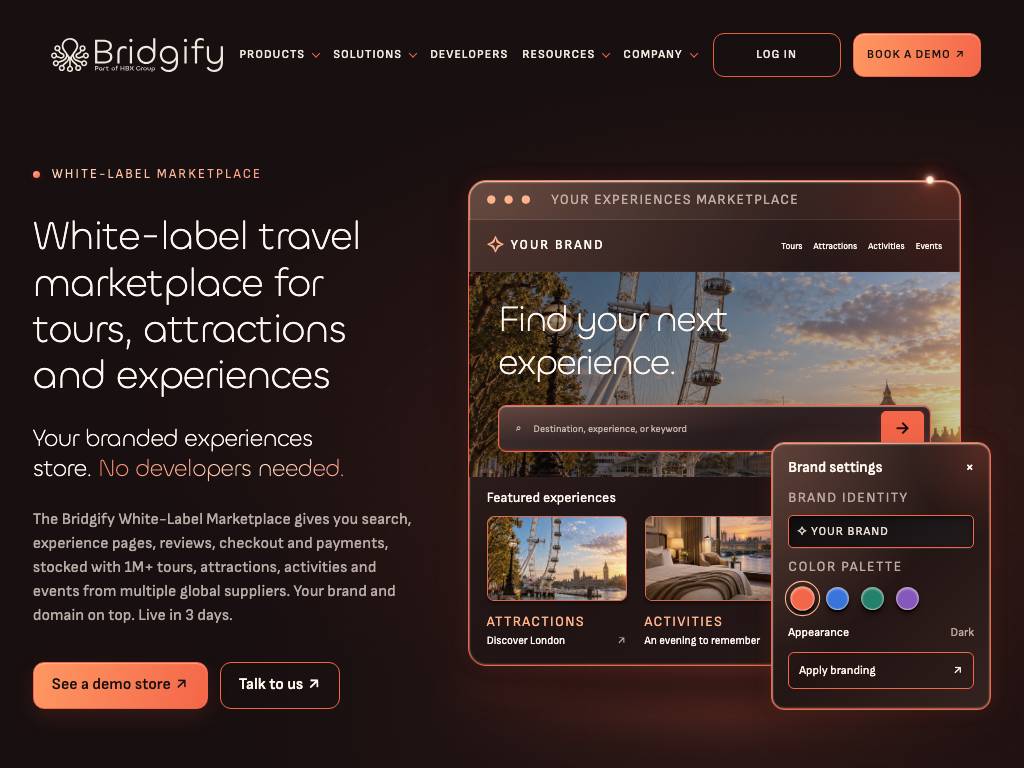 Bridgify
Part of HBX Group
PRODUCTS
SOLUTIONS
DEVELOPERS
RESOURCES
COMPANY
LOG IN
BOOK A DEMO ↗
WHITE-LABEL MARKETPLACE
White-label travel
marketplace for
tours, attractions
and experiences
Your branded experiences
store. No developers needed.
The Bridgify White-Label Marketplace gives you search,
experience pages, reviews, checkout and payments,
stocked with 1M+ tours, attractions, activities and
events from multiple global suppliers. Your brand and
domain on top. Live in 3 days.
See a demo store ↗
Talk to us ↗
YOUR EXPERIENCES MARKETPLACE
YOUR BRAND
Tours
Attractions
Activities
Events
Find your next
experience.
Destination, experience, or keyword
Featured experiences
ATTRACTIONS
Discover London ↗
ACTIVITIES
An evening to remember
Brand settings ×
BRAND IDENTITY
✧ YOUR BRAND
COLOR PALETTE
Appearance Dark
Apply branding ↗